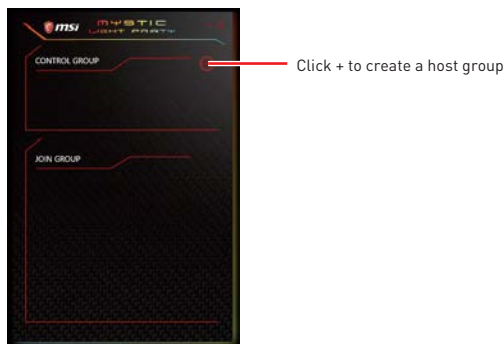 msi MYSTIC
LIGHT PARTY
CONTROL GROUP
Click + to create a host group
JOIN GROUP